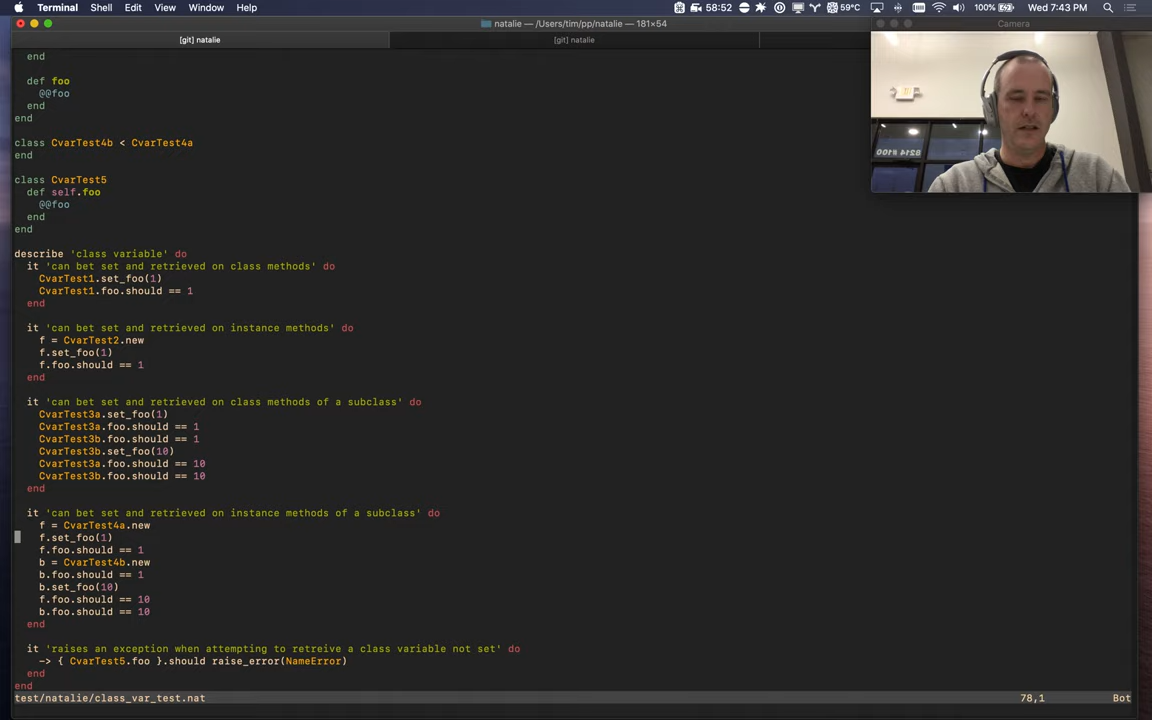 Terminal Shell Edit View Window Help 58:52 59°C 100% Wed 7:43 PM
natalie — /Users/tim/pp/natalie — 181×54
Camera
[git] natalie [git] natalie
end
def foo
@@foo
end
end
class CvarTest4b < CvarTest4a
end
class CvarTest5
def self.foo
@@foo
end
end
describe 'class variable' do
it 'can bet set and retrieved on class methods' do
CvarTest1.set_foo(1)
CvarTest1.foo.should == 1
end
it 'can bet set and retrieved on instance methods' do
f = CvarTest2.new
f.set_foo(1)
f.foo.should == 1
end
it 'can bet set and retrieved on class methods of a subclass' do
CvarTest3a.set_foo(1)
CvarTest3a.foo.should == 1
CvarTest3b.foo.should == 1
CvarTest3b.set_foo(10)
CvarTest3a.foo.should == 10
CvarTest3b.foo.should == 10
end
it 'can bet set and retrieved on instance methods of a subclass' do
f = CvarTest4a.new
f.set_foo(1)
f.foo.should == 1
b = CvarTest4b.new
b.foo.should == 1
b.set_foo(10)
f.foo.should == 10
b.foo.should == 10
end
it 'raises an exception when attempting to retreive a class variable not set' do
-> { CvarTest5.foo }.should raise_error(NameError)
end
end
test/natalie/class_var_test.nat 78,1 Bot